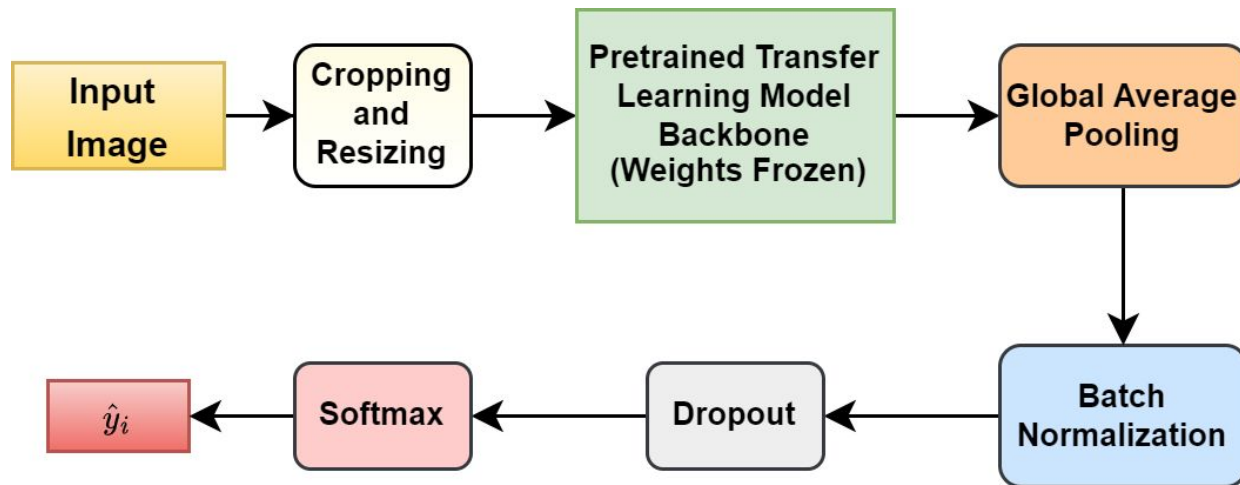 Input
Image
Cropping
and
Resizing
Pretrained Transfer
Learning Model
Backbone
(Weights Frozen)
Global Average
Pooling
Batch
Normalization
Dropout
Softmax
ŷᵢ